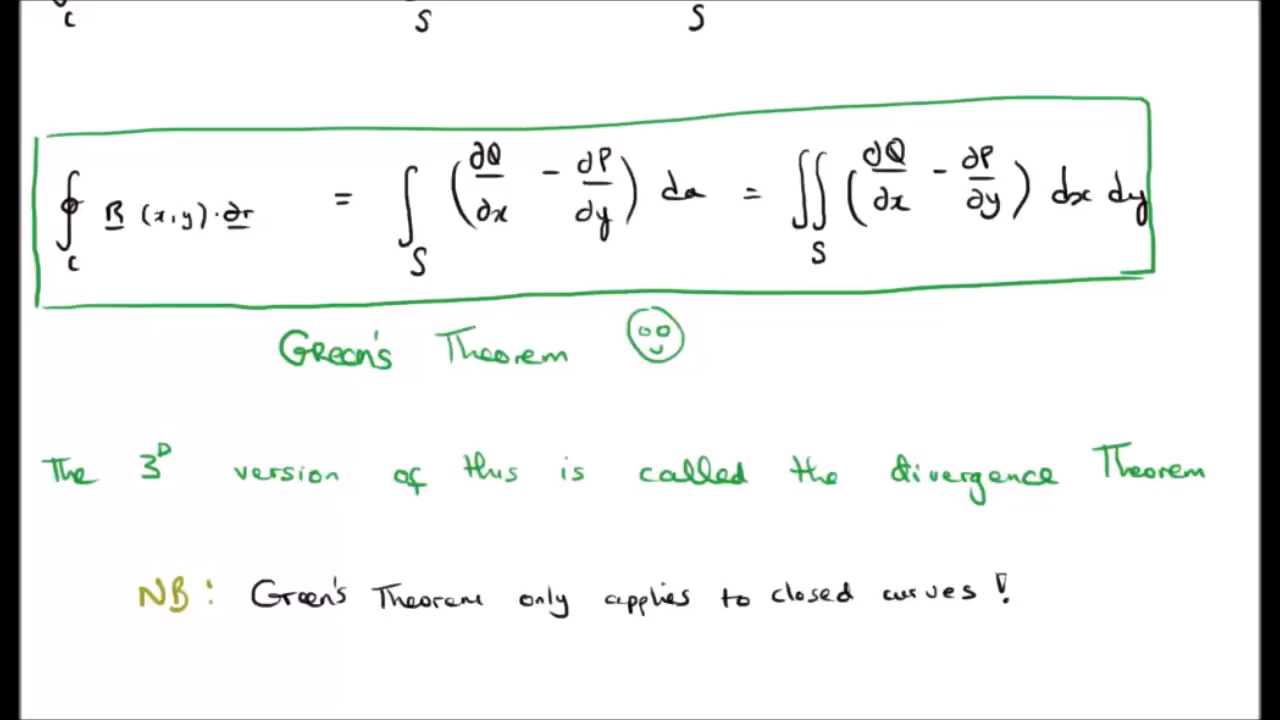 c S S
∮_c B (x,y)·dr = ∫_S (∂Q/∂x - ∂P/∂y) da = ∬_S (∂Q/∂x - ∂P/∂y) dx dy
Green's Theorem
The 3D version of this is called the divergence Theorem
NB: Green's Theorem only applies to closed curves!